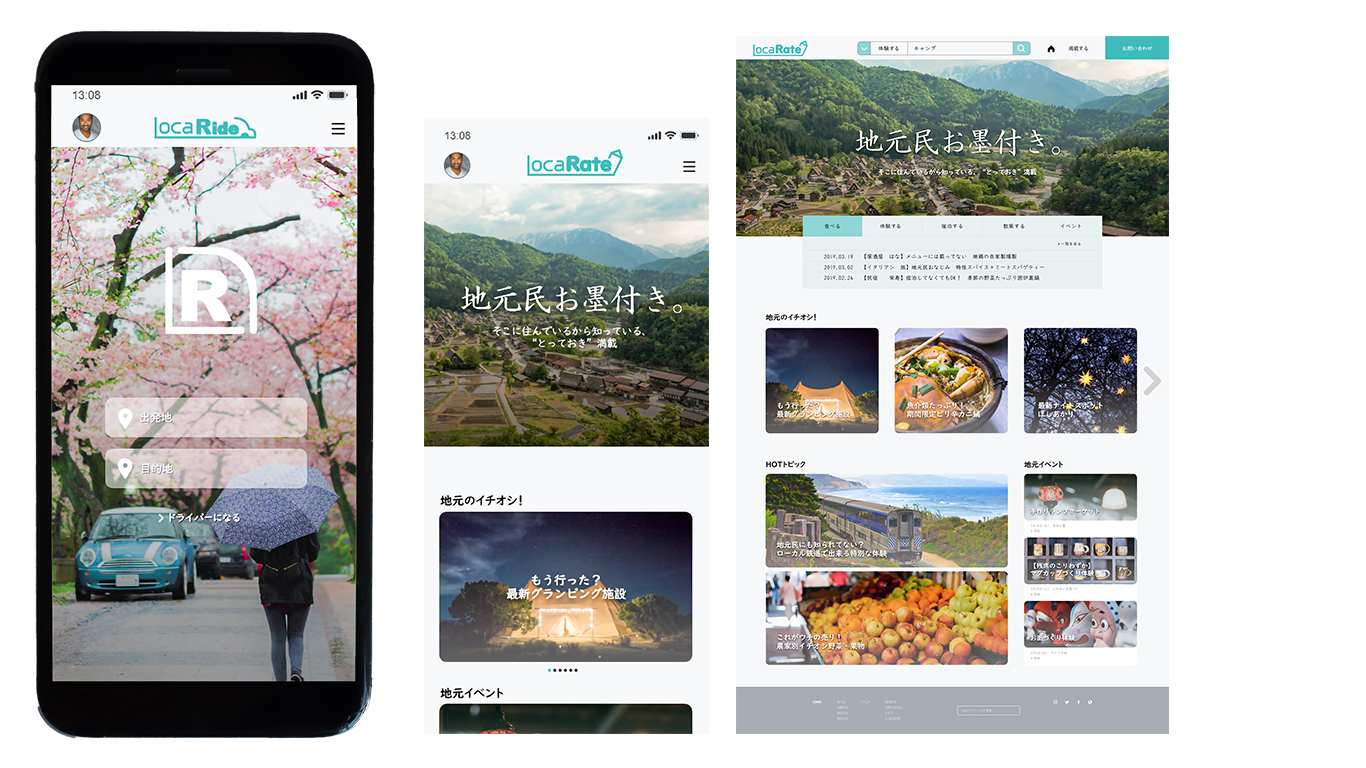 13:08
locaRide
R
出発地
目的地
ドライバーになる
13:08
locaRate
地元民お墨付き。
そこに住んでいるから知っている、
“とっておき” 満載
地元のイチオシ!
もう行った?
最新グランピング施設
地元イベント
locaRate
体験する
キャンプ
掲載する
お問い合わせ
地元民お墨付き。
そこに住んでいるから知っている、“とっておき”満載
食べる
体験する
宿泊する
散策する
イベント
一覧を見る
2019.03.19 【居酒屋 はな】メニューには載ってない 地鶏の自家製燻製
2019.03.02 【イタリアン 旭】地元民おなじみ 特性スパイス+ミートスパゲティー
2019.02.26 【民宿 栄寿】宿泊してなくてもOK! 季節の野菜たっぷり囲炉裏鍋
地元のイチオシ!
もう行った?
最新グランピング施設
魚介類たっぷり!
期間限定ピリ辛カニ鍋
最新ナイトスポット
ほしあかり
HOTトピック
地元民にも知られてない?
ローカル鉄道で出来る特別な体験
これがウチの売り!
農家別イチオシ野菜・果物
地元イベント
手作りランプマーケット
【残席のこりわずか】
マグカップづくり体験
お面づくり体験